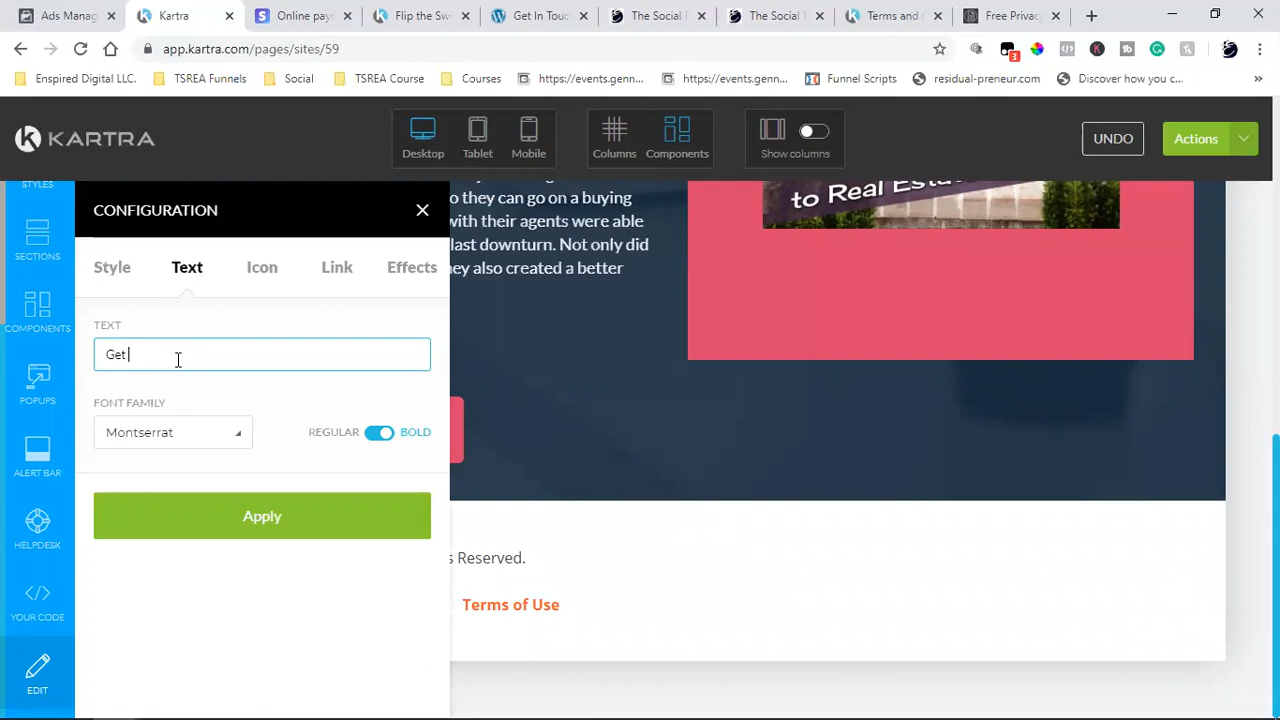 Ads Manag
Kartra
Online pay
Flip the Sw
Get In Touc
The Social F
The Social F
Terms and C
Free Privacy
app.kartra.com/pages/sites/59
3
Enspired Digital LLC.
TSREA Funnels
Social
TSREA Course
Courses
https://events.genn...
https://events.genn...
Funnel Scripts
residual-preneur.com
Discover how you c...
KARTRA
Desktop
Tablet
Mobile
Columns
Components
Show columns
UNDO
Actions
STYLES
SECTIONS
COMPONENTS
POPUPS
ALERT BAR
HELPDESK
YOUR CODE
EDIT
CONFIGURATION
Style
Text
Icon
Link
Effects
TEXT
Get
FONT FAMILY
Montserrat
REGULAR
BOLD
Apply
o they can go on a buying
with their agents were able
last downturn. Not only did
hey also created a better
to Real Esta
s Reserved.
Terms of Use